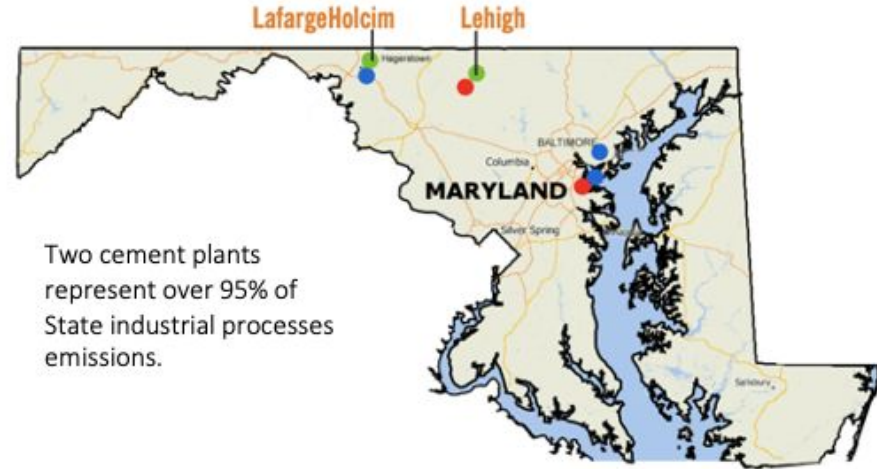 LafargeHolcim
Lehigh
Hagerstown
BALTIMORE
Columbia
MARYLAND
Silver Spring
Two cement plants
represent over 95% of
State industrial processes
emissions.
Salisbury